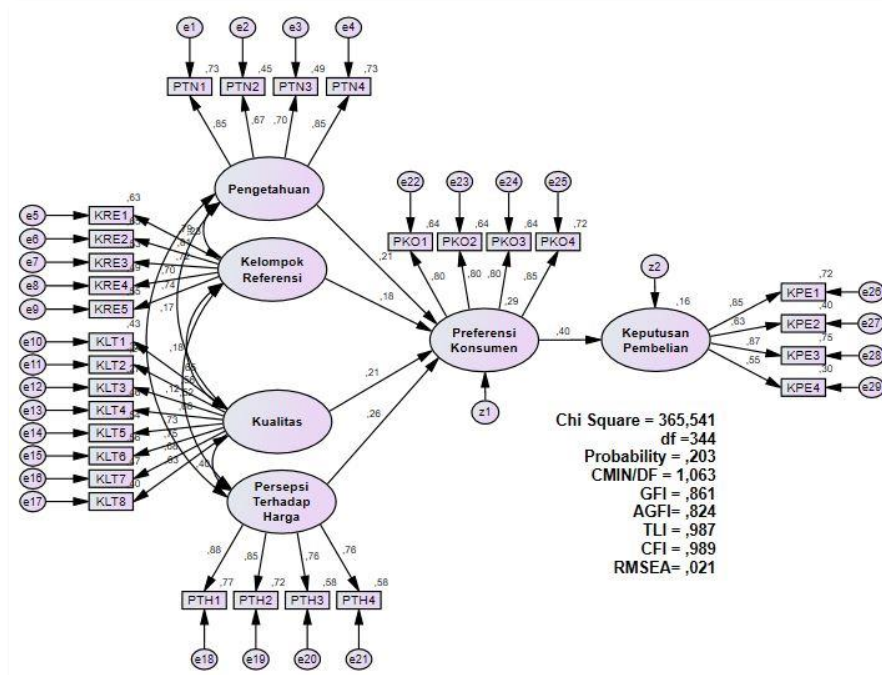 e1
e2
e3
e4
,73
,45
,49
,73
PTN1
PTN2
PTN3
PTN4
,85
,67
,70
,85
Pengetahuan
,63
e5
KRE1
e6
KRE2
e7
KRE3
e8
KRE4
e9
KRE5
,70
,74
,17
Kelompok
Referensi
,43
e10
KLT1
e11
KLT2
e12
KLT3
e13
KLT4
e14
KLT5
e15
KLT6
e16
KLT7
e17
KLT8
,18
,12
,73
,75
,63
,40
Kualitas
Persepsi
Terhadap
Harga
,88
,85
,76
,76
,77
,72
,58
,58
PTH1
PTH2
PTH3
PTH4
e18
e19
e20
e21
,21
,18
,21
,26
e22
e23
e24
e25
,64
,64
,64
,72
PKO1
PKO2
PKO3
PKO4
,80
,80
,80
,85
,29
Preferensi
Konsumen
z1
,40
z2
,16
Keputusan
Pembelian
,85
,63
,87
,55
,72
KPE1
e26
,40
KPE2
e27
,75
KPE3
e28
,30
KPE4
e29
Chi Square = 365,541
df =344
Probability = ,203
CMIN/DF = 1,063
GFI = ,861
AGFI= ,824
TLI = ,987
CFI = ,989
RMSEA= ,021